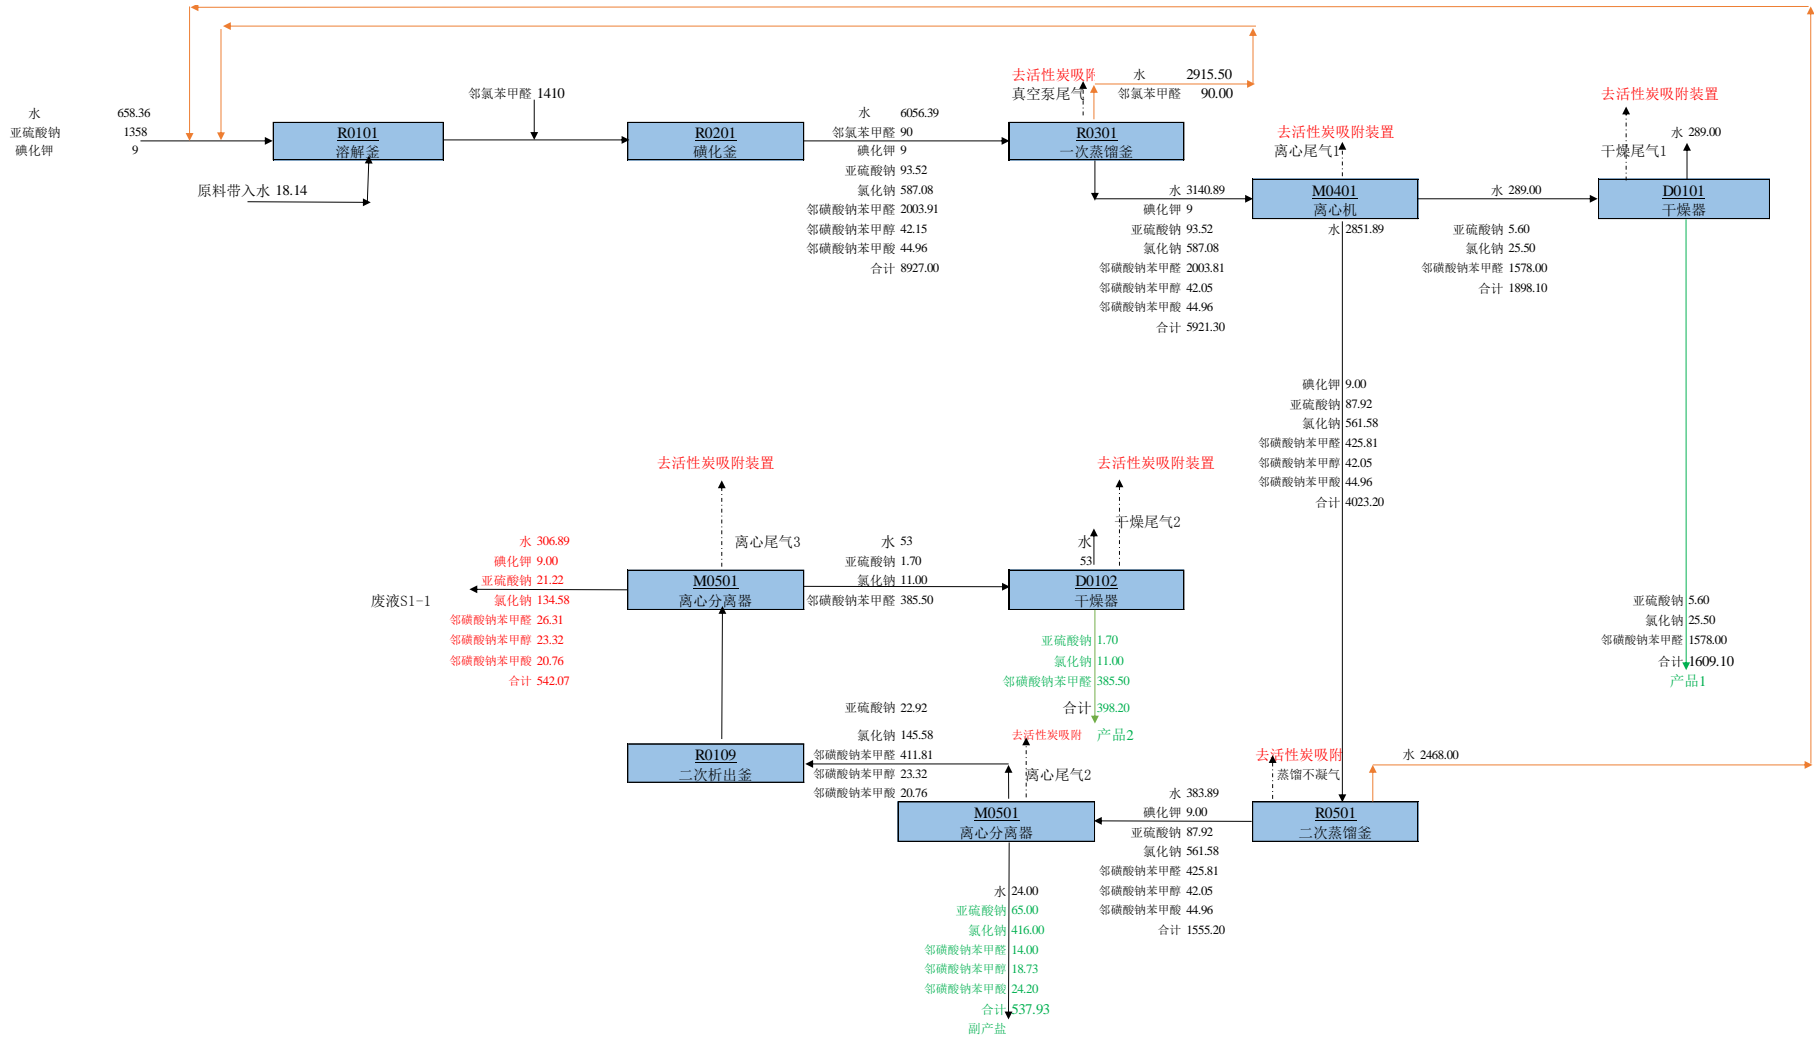 去活性炭吸附
水 2915.50
真空泵尾气
邻氯苯甲醛 90.00
水 658.36
亚硫酸钠 1358
碘化钾 9
R0101
溶解釜
原料带入水 18.14
邻氯苯甲醛 1410
R0201
磺化釜
水 6056.39
邻氯苯甲醛 90
碘化钾 9
亚硫酸钠 93.52
氯化钠 587.08
邻磺酸钠苯甲醛 2003.91
邻磺酸钠苯甲醇 42.15
邻磺酸钠苯甲酸 44.96
合计 8927.00
R0301
一次蒸馏釜
水 3140.89
碘化钾 9
亚硫酸钠 93.52
氯化钠 587.08
邻磺酸钠苯甲醛 2003.81
邻磺酸钠苯甲醇 42.05
邻磺酸钠苯甲酸 44.96
合计 5921.30
去活性炭吸附装置
离心尾气1
M0401
离心机
水 289.00
亚硫酸钠 5.60
氯化钠 25.50
邻磺酸钠苯甲醛 1578.00
合计 1898.10
去活性炭吸附装置
干燥尾气1
水 289.00
D0101
干燥器
亚硫酸钠 5.60
氯化钠 25.50
邻磺酸钠苯甲醛 1578.00
合计 1609.10
产品1
水 2851.89
碘化钾 9.00
亚硫酸钠 87.92
氯化钠 561.58
邻磺酸钠苯甲醛 425.81
邻磺酸钠苯甲醇 42.05
邻磺酸钠苯甲酸 44.96
合计 4023.20
去活性炭吸附
蒸馏不凝气
水 2468.00
R0501
二次蒸馏釜
水 383.89
碘化钾 9.00
亚硫酸钠 87.92
氯化钠 561.58
邻磺酸钠苯甲醛 425.81
邻磺酸钠苯甲醇 42.05
邻磺酸钠苯甲酸 44.96
合计 1555.20
去活性炭吸附
离心尾气2
M0501
离心分离器
水 24.00
亚硫酸钠 65.00
氯化钠 416.00
邻磺酸钠苯甲醛 14.00
邻磺酸钠苯甲醇 18.73
邻磺酸钠苯甲酸 24.20
合计 537.93
副产盐
亚硫酸钠 22.92
氯化钠 145.58
邻磺酸钠苯甲醛 411.81
邻磺酸钠苯甲醇 23.32
邻磺酸钠苯甲酸 20.76
R0109
二次析出釜
去活性炭吸附装置
离心尾气3
M0501
离心分离器
水 306.89
碘化钾 9.00
亚硫酸钠 21.22
氯化钠 134.58
邻磺酸钠苯甲醛 26.31
邻磺酸钠苯甲醇 23.32
邻磺酸钠苯甲酸 20.76
合计 542.07
废液S1-1
水 53
亚硫酸钠 1.70
氯化钠 11.00
邻磺酸钠苯甲醛 385.50
去活性炭吸附装置
干燥尾气2
水
53
D0102
干燥器
亚硫酸钠 1.70
氯化钠 11.00
邻磺酸钠苯甲醛 385.50
合计 398.20
产品2